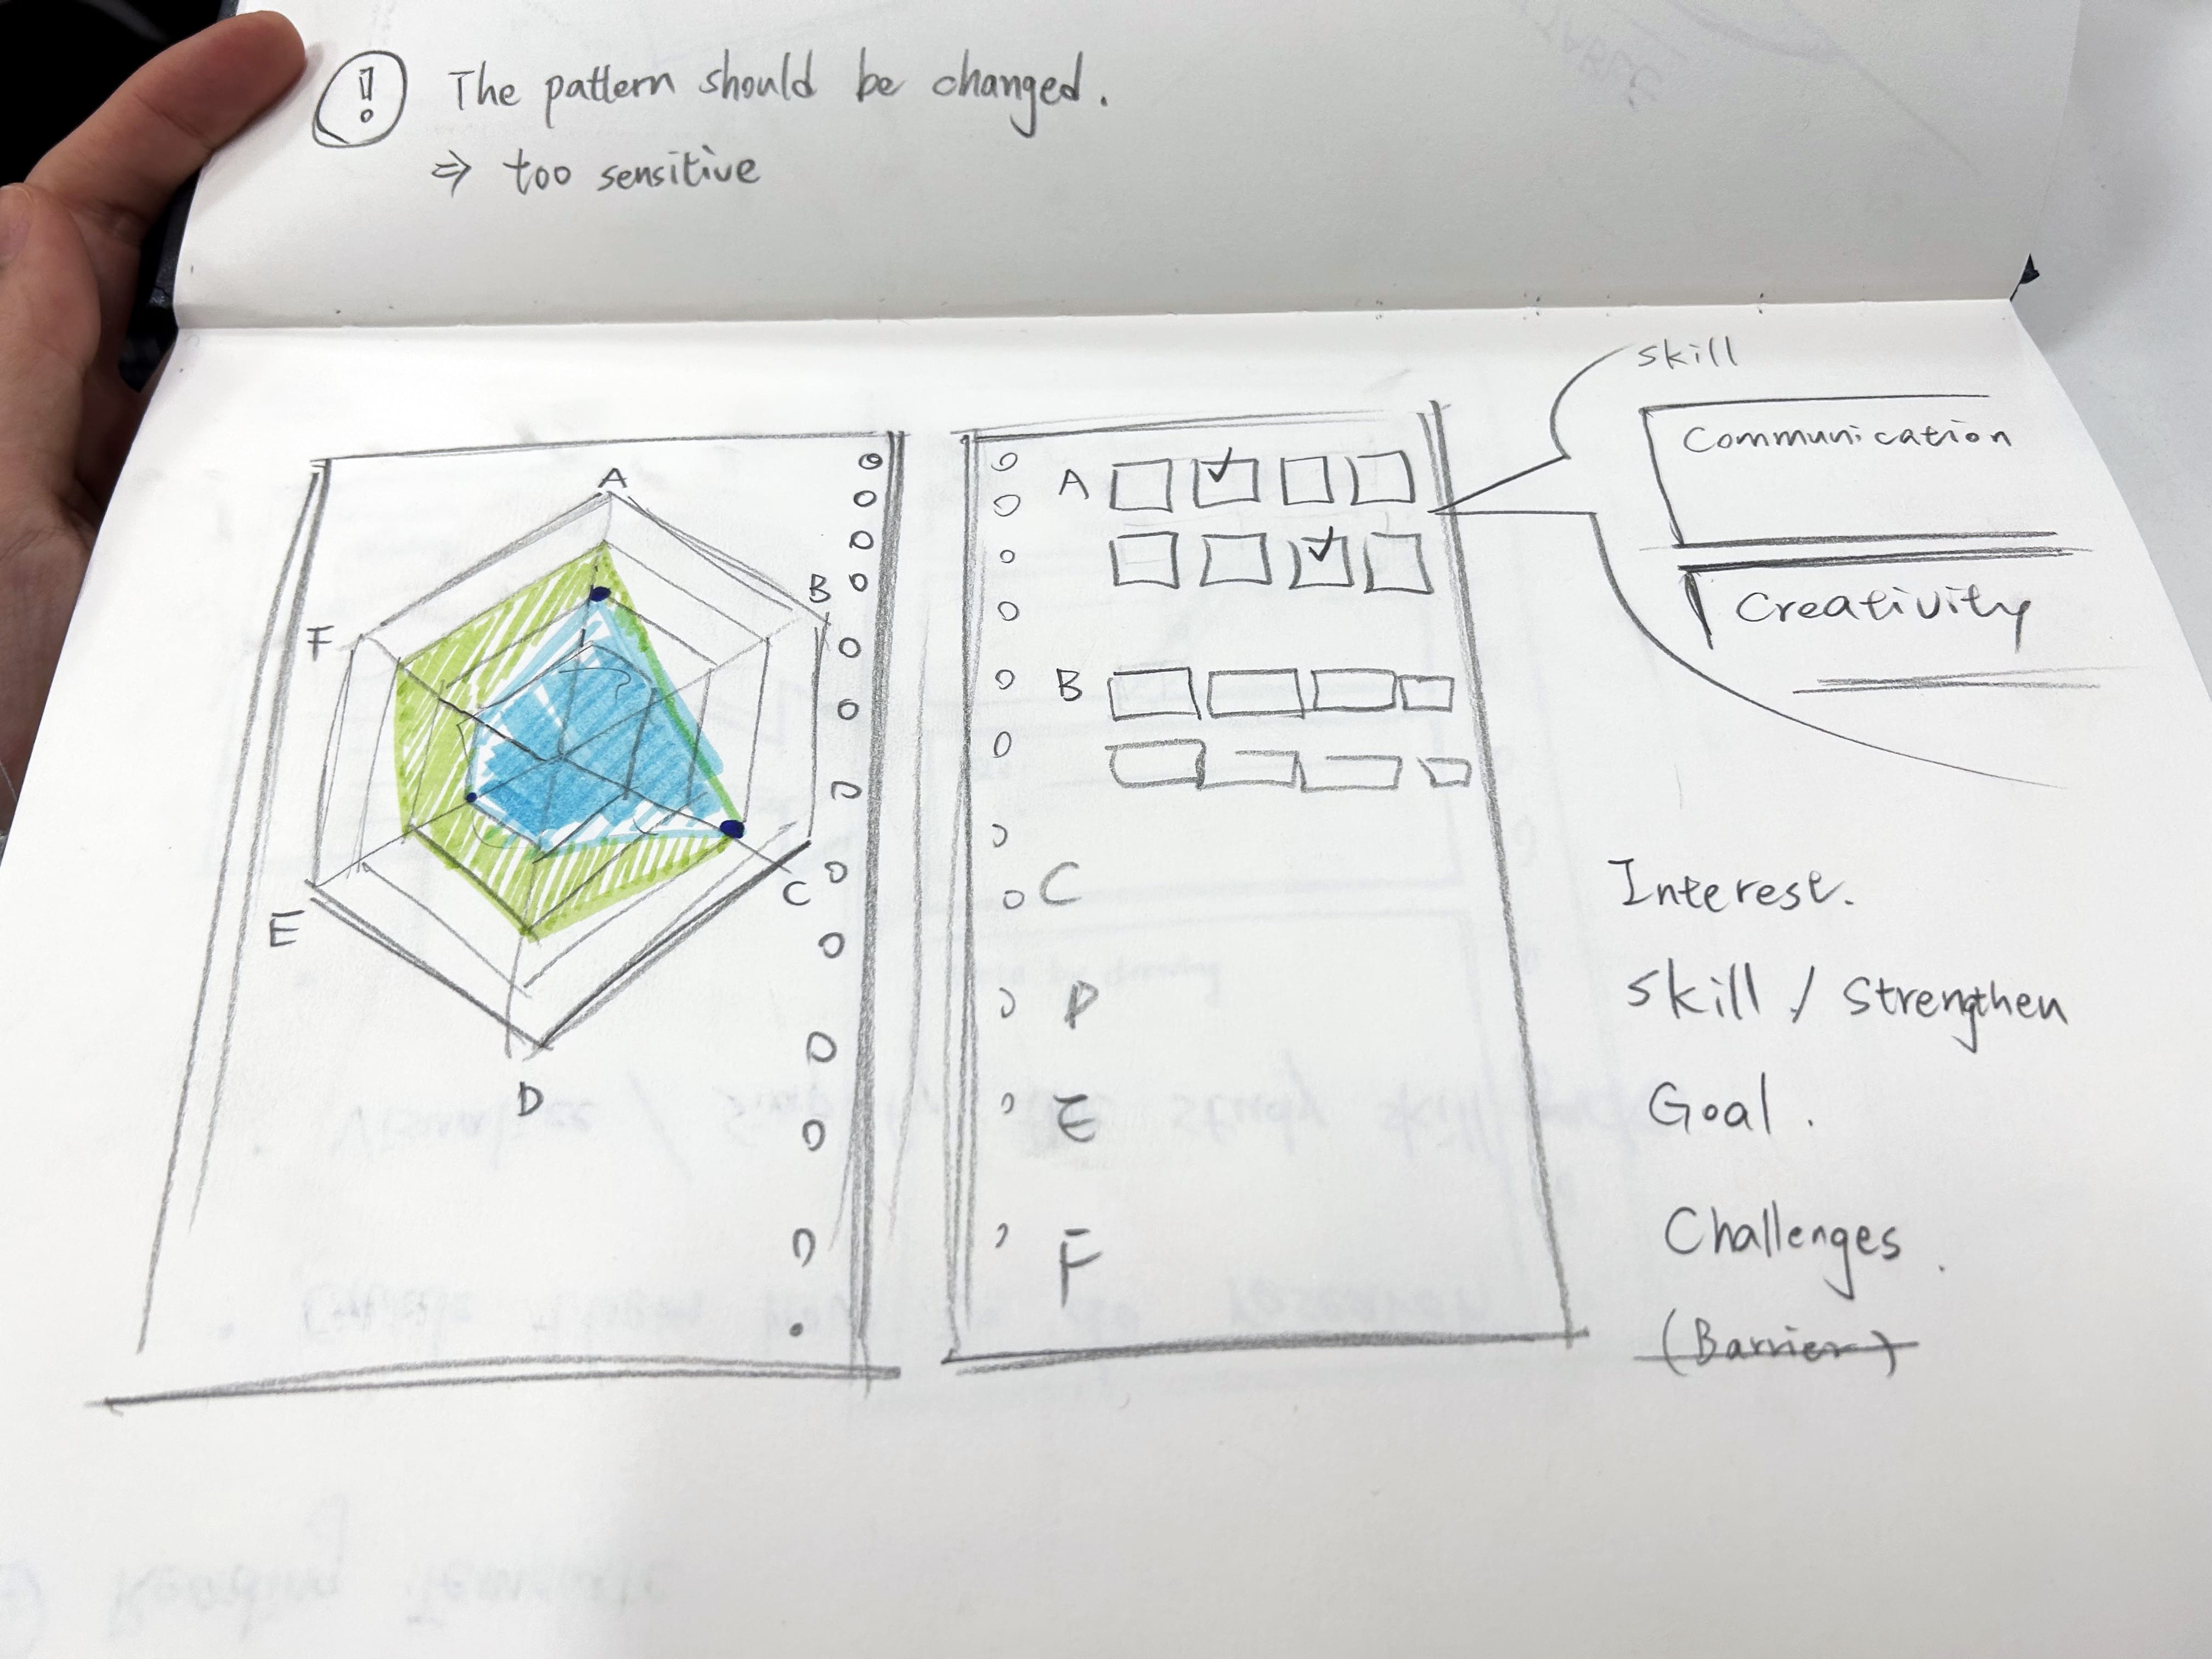 ! The pattern should be changed.
⇒ too sensitive
A
B
C
D
E
F
A
B
C
D
E
F
skill
Communication
Creativity
Interest.
Skill / Strengthen
Goal.
Challenges.
(Barrier)